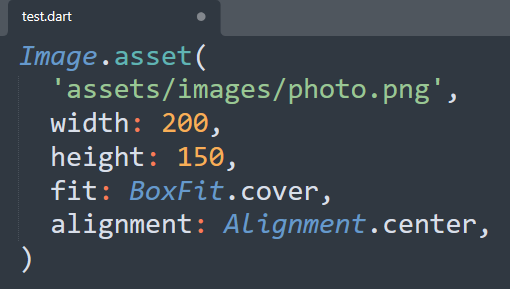 test.dart
Image.asset(
  'assets/images/photo.png',
  width: 200,
  height: 150,
  fit: BoxFit.cover,
  alignment: Alignment.center,
)